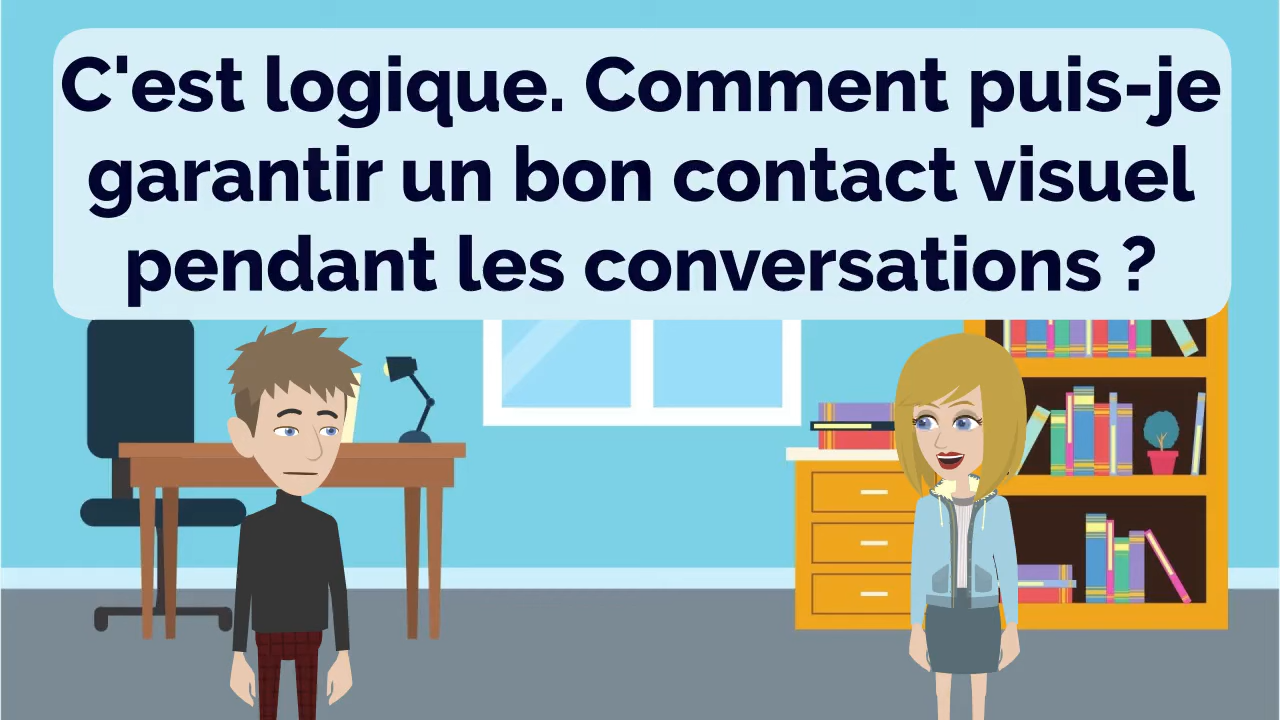 C'est logique. Comment puis-je
garantir un bon contact visuel
pendant les conversations ?